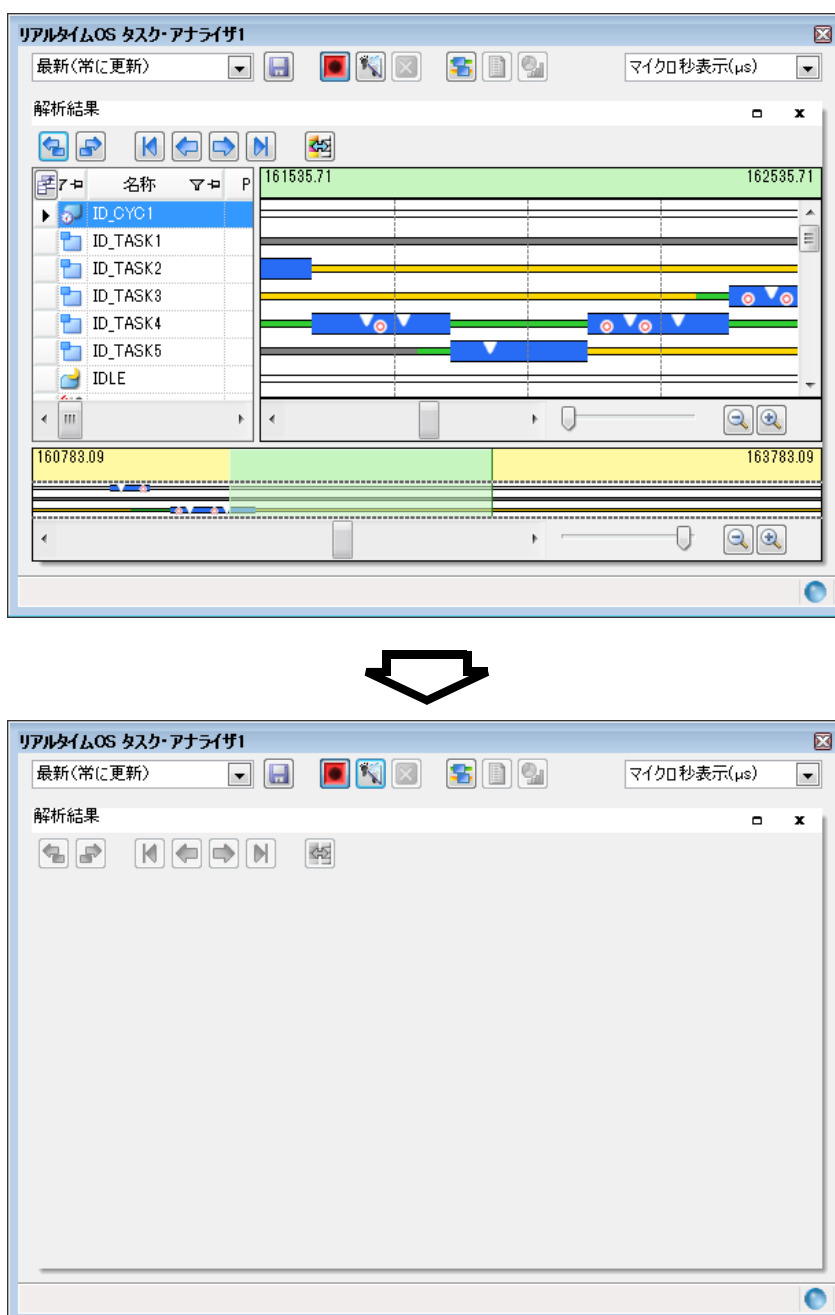 リアルタイムOS タスク・アナライザ1
最新(常に更新)
マイクロ秒表示(μs)
解析結果
ア 名称 P 161535.71 162535.71
ID_CYC1
ID_TASK1
ID_TASK2
ID_TASK3
ID_TASK4
ID_TASK5
IDLE
160783.09 163783.09
リアルタイムOS タスク・アナライザ1
最新(常に更新)
マイクロ秒表示(μs)
解析結果